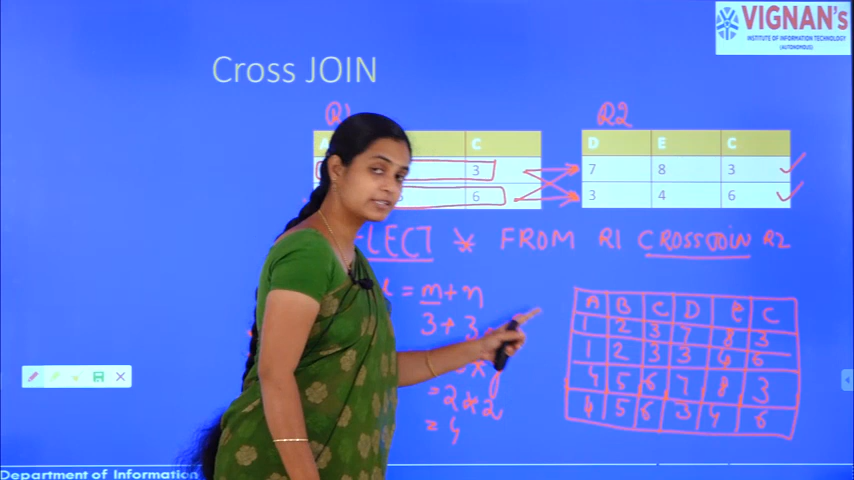 VIGNAN's
INSTITUTE OF INFORMATION TECHNOLOGY
(AUTONOMOUS)
Cross JOIN
R1
R2
A C
D E C
3
7 8 3
6
3 4 6
ELECT * FROM R1 CROSSJOIN R2
= m+n
3+3
A B C D E C
1 2 3 7 8 3
1 2 3 3 4 6
4 5 6 7 8 3
4 5 6 3 4 6
* y
= 2*2
= 4
Department of Information